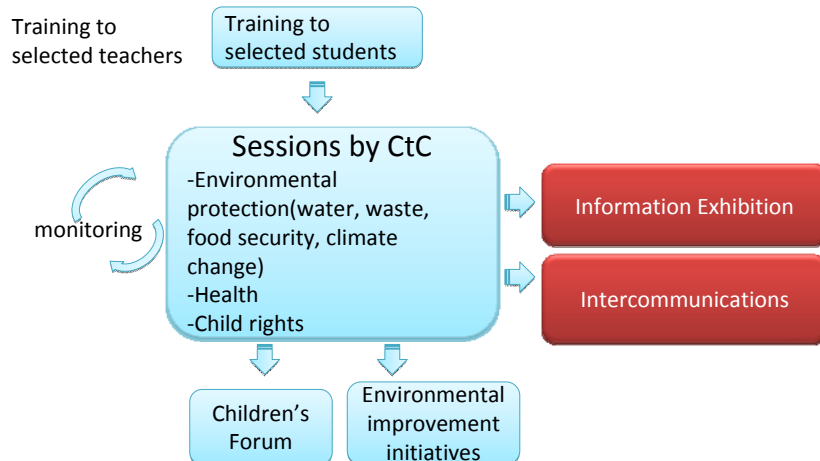 Training to
selected teachers
Training to
selected students
Sessions by CtC
-Environmental
protection(water, waste,
food security, climate
change)
-Health
-Child rights
monitoring
Information Exhibition
Intercommunications
Children’s
Forum
Environmental
improvement
initiatives